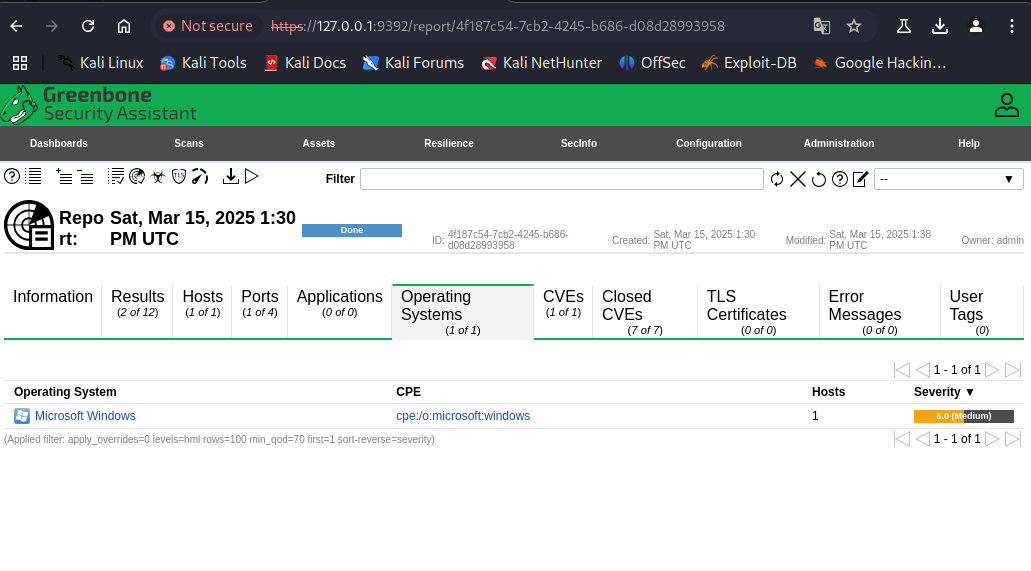 Not secure https://127.0.0.1:9392/report/4f187c54-7cb2-4245-b686-d08d28993958
Kali Linux Kali Tools Kali Docs Kali Forums Kali NetHunter OffSec Exploit-DB Google Hackin…
Greenbone
Security Assistant
Dashboards Scans Assets Resilience SecInfo Configuration Administration Help
Filter --
Repo Sat, Mar 15, 2025 1:30
rt: PM UTC
Done
ID: 4f187c54-7cb2-4245-b686-
d08d28993958
Created: Sat, Mar 15, 2025 1:30
PM UTC
Modified: Sat, Mar 15, 2025 1:38
PM UTC
Owner: admin
Information
Results
(2 of 12)
Hosts
(1 of 1)
Ports
(1 of 4)
Applications
(0 of 0)
Operating
Systems
(1 of 1)
CVEs
(1 of 1)
Closed
CVEs
(7 of 7)
TLS
Certificates
(0 of 0)
Error
Messages
(0 of 0)
User
Tags
(0)
1 - 1 of 1
Operating System CPE Hosts Severity ▼
Microsoft Windows cpe:/o:microsoft:windows 1 5.0 (Medium)
(Applied filter: apply_overrides=0 levels=hml rows=100 min_qod=70 first=1 sort-reverse=severity) 1 - 1 of 1